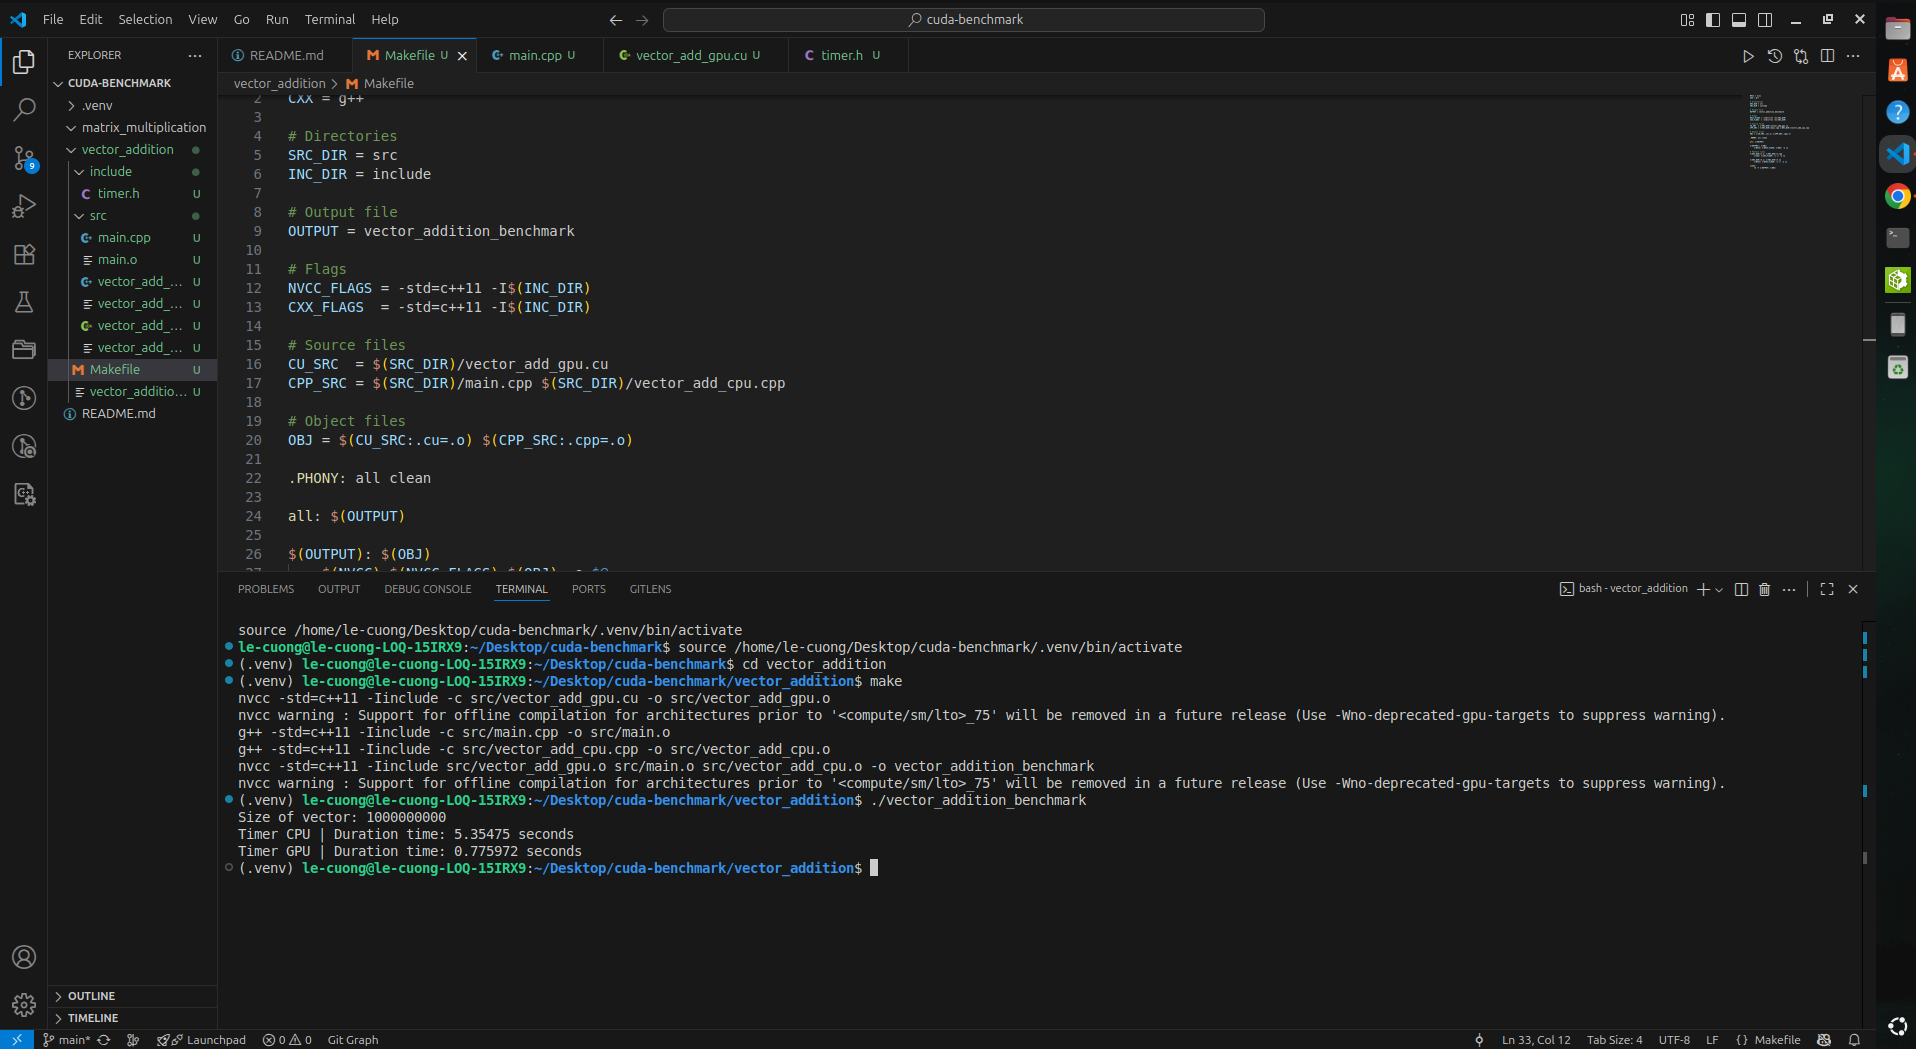 File Edit Selection View Go Run Terminal Help
cuda-benchmark
EXPLORER
CUDA-BENCHMARK
.venv
matrix_multiplication
vector_addition
include
timer.h U
src
main.cpp U
main.o U
vector_add_... U
vector_add_... U
vector_add_... U
vector_add_... U
Makefile U
vector_additio... U
README.md
OUTLINE
TIMELINE
README.md
Makefile U
main.cpp U
vector_add_gpu.cu U
timer.h U
vector_addition > Makefile
2 CXX = g++
3
4 # Directories
5 SRC_DIR = src
6 INC_DIR = include
7
8 # Output file
9 OUTPUT = vector_addition_benchmark
10
11 # Flags
12 NVCC_FLAGS = -std=c++11 -I$(INC_DIR)
13 CXX_FLAGS  = -std=c++11 -I$(INC_DIR)
14
15 # Source files
16 CU_SRC  = $(SRC_DIR)/vector_add_gpu.cu
17 CPP_SRC = $(SRC_DIR)/main.cpp $(SRC_DIR)/vector_add_cpu.cpp
18
19 # Object files
20 OBJ = $(CU_SRC:.cu=.o) $(CPP_SRC:.cpp=.o)
21
22 .PHONY: all clean
23
24 all: $(OUTPUT)
25
26 $(OUTPUT): $(OBJ)
PROBLEMS OUTPUT DEBUG CONSOLE TERMINAL PORTS GITLENS
bash - vector_addition
source /home/le-cuong/Desktop/cuda-benchmark/.venv/bin/activate
le-cuong@le-cuong-LOQ-15IRX9:~/Desktop/cuda-benchmark$ source /home/le-cuong/Desktop/cuda-benchmark/.venv/bin/activate
(.venv) le-cuong@le-cuong-LOQ-15IRX9:~/Desktop/cuda-benchmark$ cd vector_addition
(.venv) le-cuong@le-cuong-LOQ-15IRX9:~/Desktop/cuda-benchmark/vector_addition$ make
nvcc -std=c++11 -Iinclude -c src/vector_add_gpu.cu -o src/vector_add_gpu.o
nvcc warning : Support for offline compilation for architectures prior to '<compute/sm/lto>_75' will be removed in a future release (Use -Wno-deprecated-gpu-targets to suppress warning).
g++ -std=c++11 -Iinclude -c src/main.cpp -o src/main.o
g++ -std=c++11 -Iinclude -c src/vector_add_cpu.cpp -o src/vector_add_cpu.o
nvcc -std=c++11 -Iinclude src/vector_add_gpu.o src/main.o src/vector_add_cpu.o -o vector_addition_benchmark
nvcc warning : Support for offline compilation for architectures prior to '<compute/sm/lto>_75' will be removed in a future release (Use -Wno-deprecated-gpu-targets to suppress warning).
(.venv) le-cuong@le-cuong-LOQ-15IRX9:~/Desktop/cuda-benchmark/vector_addition$ ./vector_addition_benchmark
Size of vector: 1000000000
Timer CPU | Duration time: 5.35475 seconds
Timer GPU | Duration time: 0.775972 seconds
(.venv) le-cuong@le-cuong-LOQ-15IRX9:~/Desktop/cuda-benchmark/vector_addition$
9
main* Launchpad 0 0 Git Graph
Ln 33, Col 12 Tab Size: 4 UTF-8 LF {} Makefile